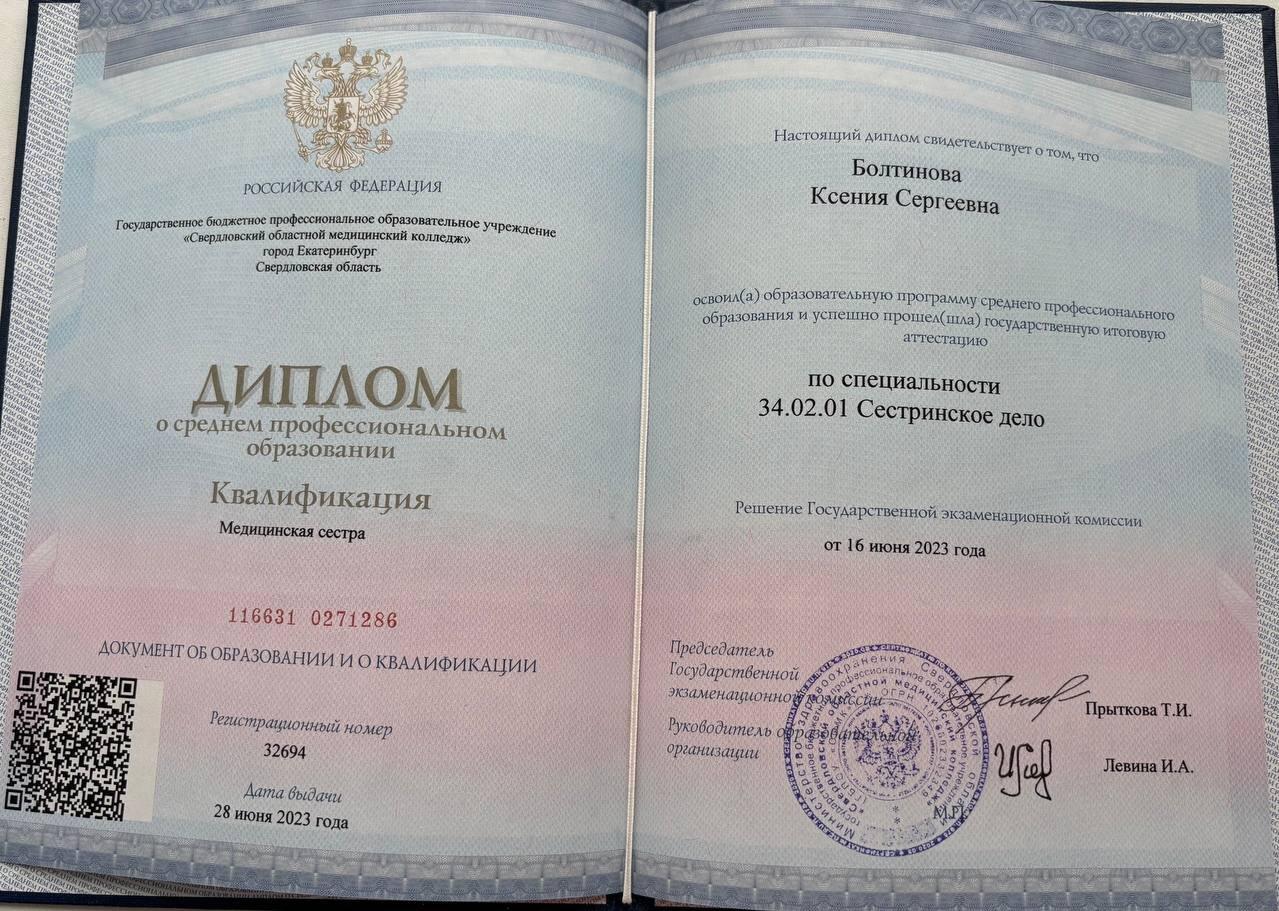 РОССИЙСКАЯ ФЕДЕРАЦИЯ
Государственное бюджетное профессиональное образовательное учреждение
«Свердловский областной медицинский колледж»
город Екатеринбург
Свердловская область
ДИПЛОМ
о среднем профессиональном
образовании
Квалификация
Медицинская сестра
116631 0271286
ДОКУМЕНТ ОБ ОБРАЗОВАНИИ И О КВАЛИФИКАЦИИ
Регистрационный номер
32694
Дата выдачи
28 июня 2023 года
Настоящий диплом свидетельствует о том, что
Болтинова
Ксения Сергеевна
освоил(а) образовательную программу среднего профессионального
образования и успешно прошел(шла) государственную итоговую
аттестацию
по специальности
34.02.01 Сестринское дело
Решение Государственной экзаменационной комиссии
от 16 июня 2023 года
Председатель
Государственной
экзаменационной комиссии
Прыткова Т.И.
Руководитель образовательной
организации
Левина И.А.
М.П.